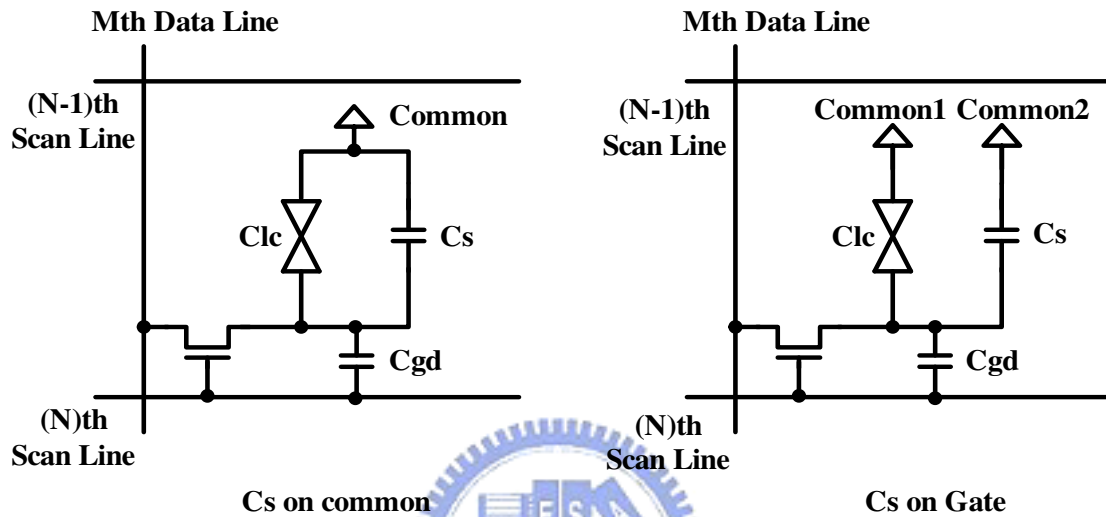 Mth Data Line
(N-1)th
Scan Line
Common
Clc
Cs
Cgd
(N)th
Scan Line
Cs on common
Mth Data Line
(N-1)th
Scan Line
Common1 Common2
Clc
Cs
Cgd
(N)th
Scan Line
Cs on Gate